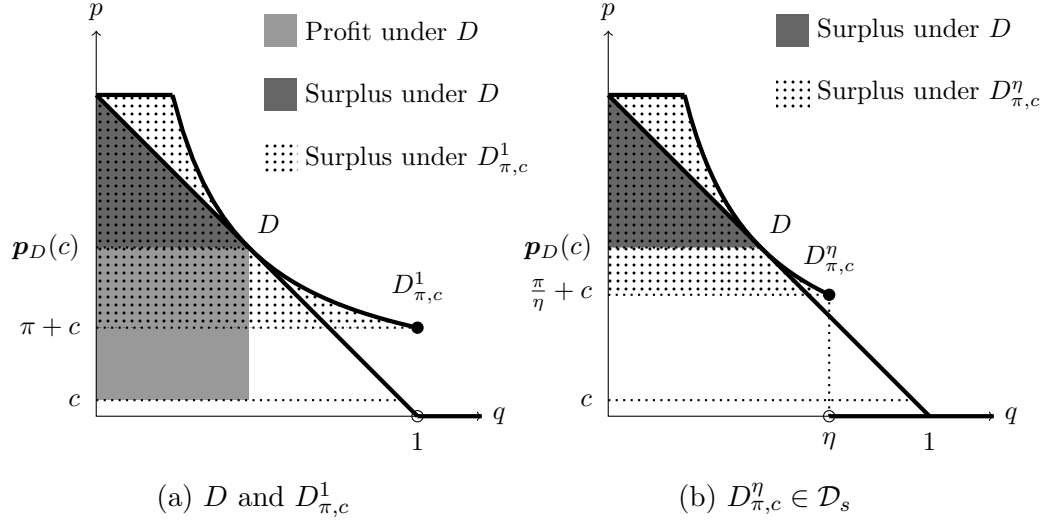 p
Profit under D
Surplus under D
Surplus under D^1_{π,c}
D
p_D(c)
D^1_{π,c}
π + c
c
q
1
(a) D and D^1_{π,c}
p
Surplus under D
Surplus under D^η_{π,c}
D
p_D(c)
D^η_{π,c}
π/η + c
c
q
η
1
(b) D^η_{π,c} ∈ 𝒟_s